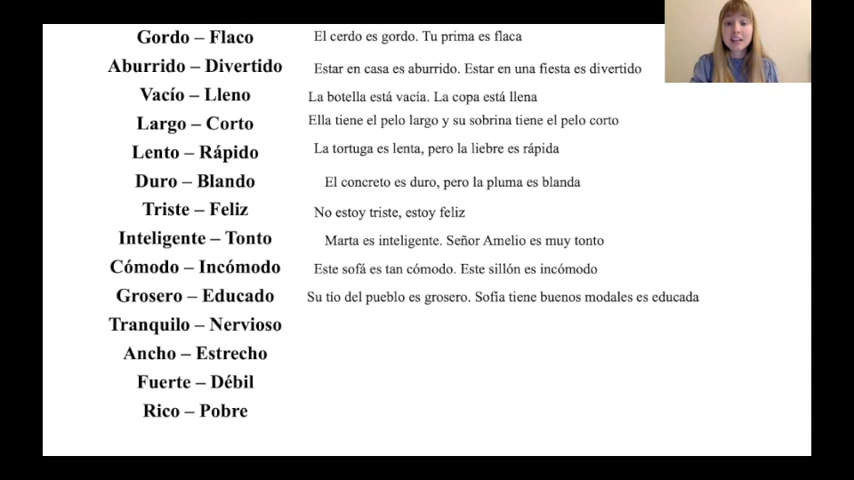 Gordo – Flaco El cerdo es gordo. Tu prima es flaca
Aburrido – Divertido Estar en casa es aburrido. Estar en una fiesta es divertido
Vacío – Lleno La botella está vacía. La copa está llena
Largo – Corto Ella tiene el pelo largo y su sobrina tiene el pelo corto
Lento – Rápido La tortuga es lenta, pero la liebre es rápida
Duro – Blando El concreto es duro, pero la pluma es blanda
Triste – Feliz No estoy triste, estoy feliz
Inteligente – Tonto Marta es inteligente. Señor Amelio es muy tonto
Cómodo – Incómodo Este sofá es tan cómodo. Este sillón es incómodo
Grosero – Educado Su tío del pueblo es grosero. Sofía tiene buenos modales es educada
Tranquilo – Nervioso
Ancho – Estrecho
Fuerte – Débil
Rico – Pobre